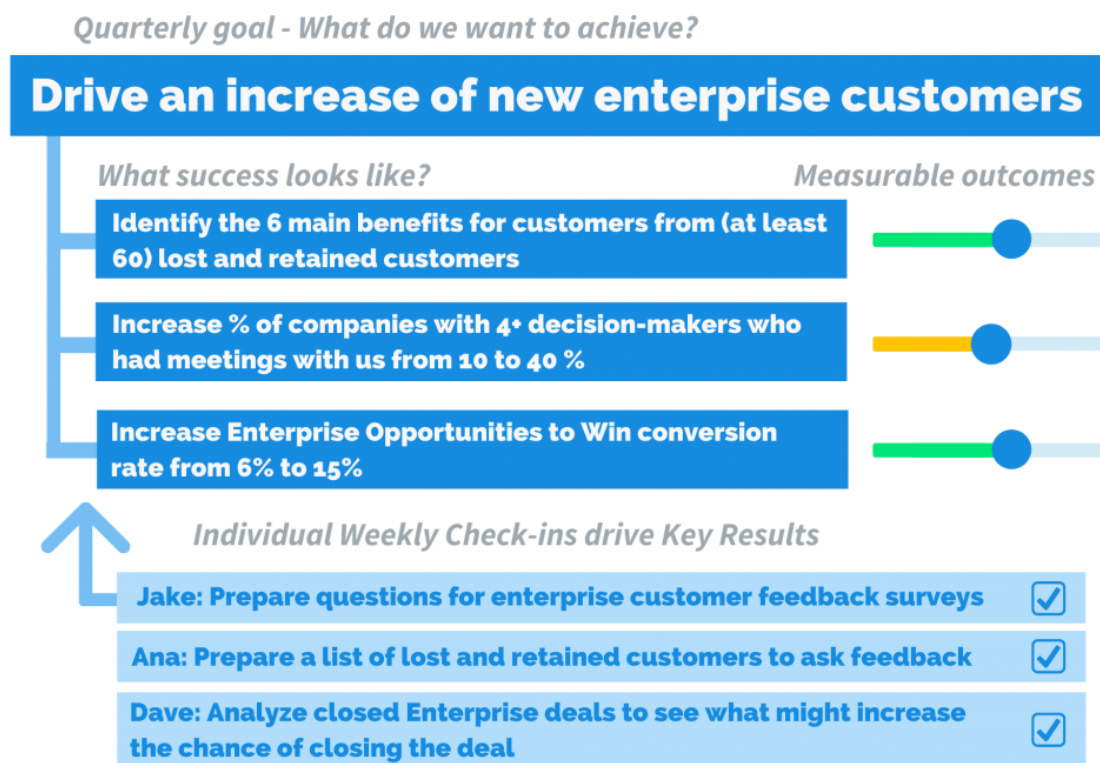 Quarterly goal - What do we want to achieve?
Drive an increase of new enterprise customers
What success looks like?
Measurable outcomes
Identify the 6 main benefits for customers from (at least
60) lost and retained customers
Increase % of companies with 4+ decision-makers who
had meetings with us from 10 to 40 %
Increase Enterprise Opportunities to Win conversion
rate from 6% to 15%
Individual Weekly Check-ins drive Key Results
Jake: Prepare questions for enterprise customer feedback surveys
Ana: Prepare a list of lost and retained customers to ask feedback
Dave: Analyze closed Enterprise deals to see what might increase
the chance of closing the deal